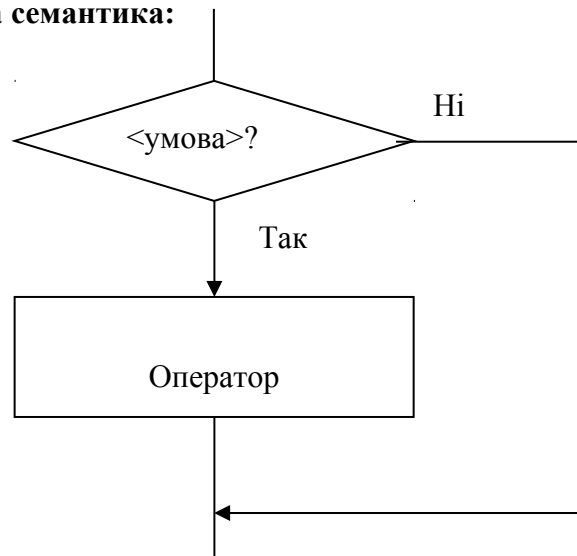 семантика:
Ні
<умова>?
Так
Оператор